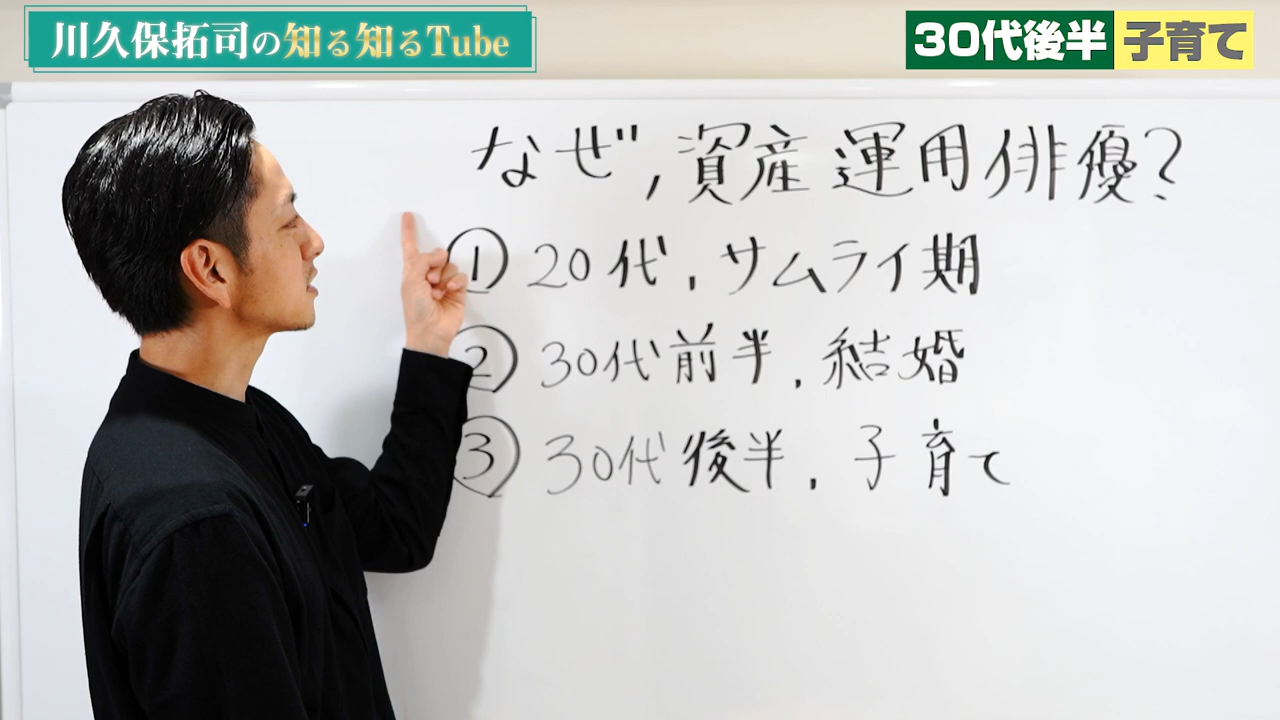 川久保拓司の知る知るTube
30代後半 子育て
なぜ,資産運用俳優?
① 20代,サムライ期
② 30代前半,結婚
③ 30代後半,子育て